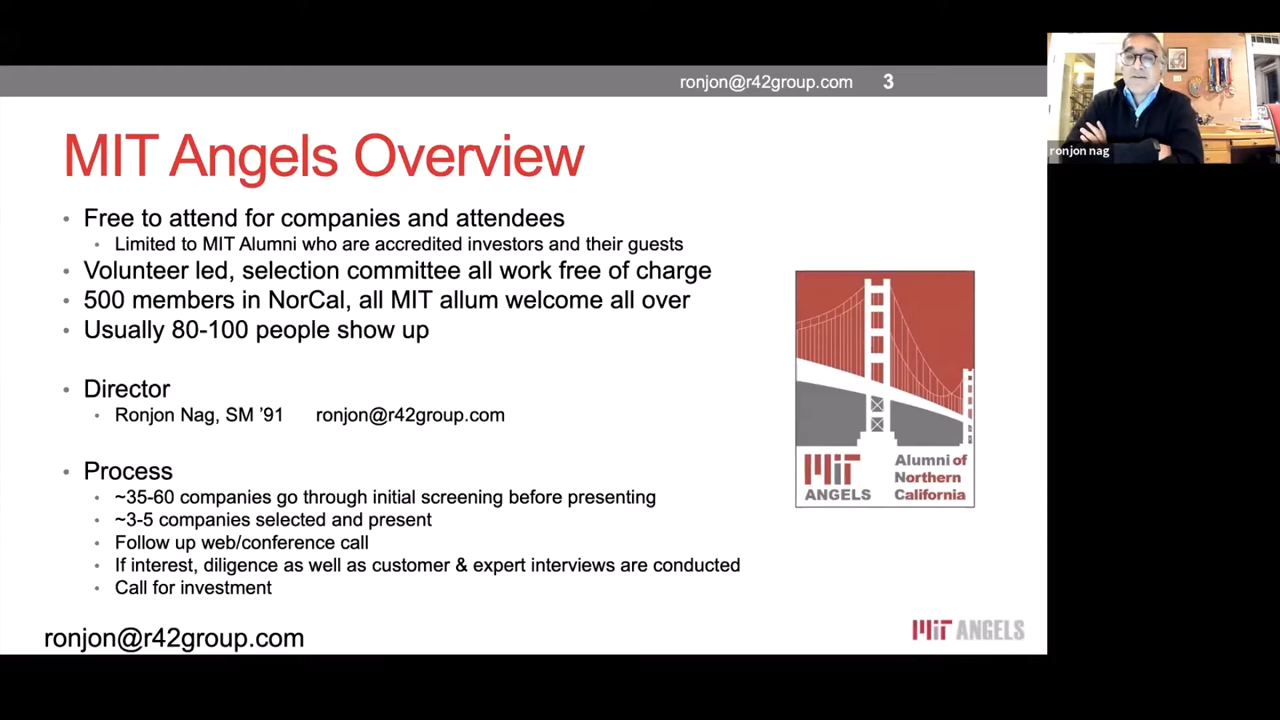 ronjon@r42group.com 3
ronjon nag
MIT Angels Overview
• Free to attend for companies and attendees
• Limited to MIT Alumni who are accredited investors and their guests
• Volunteer led, selection committee all work free of charge
• 500 members in NorCal, all MIT allum welcome all over
• Usually 80-100 people show up
• Director
• Ronjon Nag, SM ’91 ronjon@r42group.com
• Process
• ~35-60 companies go through initial screening before presenting
• ~3-5 companies selected and present
• Follow up web/conference call
• If interest, diligence as well as customer & expert interviews are conducted
• Call for investment
MIT
ANGELS
Alumni of
Northern
California
ronjon@r42group.com
MIT ANGELS